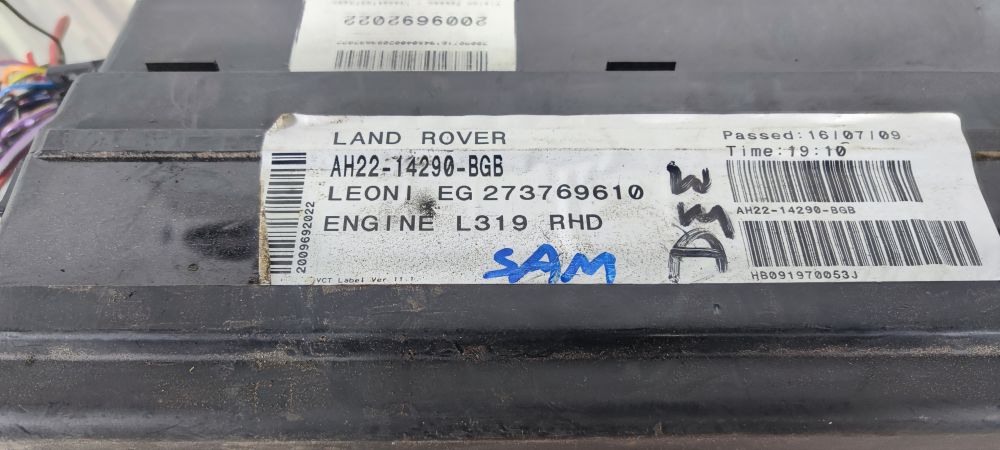 2009692022
LAND ROVER
AH22-14290-BGB
LEONI EG 273769610
ENGINE L319 RHD
SAM
2009692022
VCT Label Ver 11.1
DMW
Passed:16/07/09
Time:19:10
AH22-14290-BGB
HB091970053J